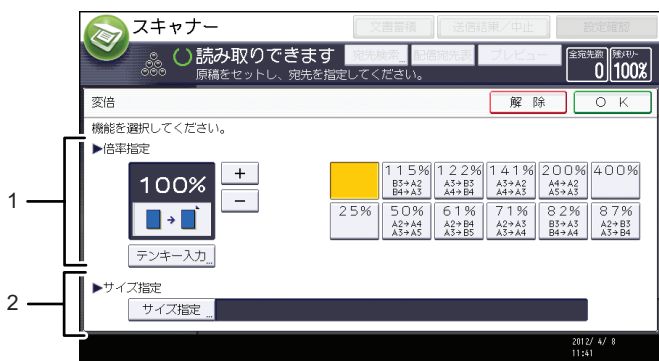 スキャナー
文書蓄積 送信結果/中止 設定確認
読み取りできます 宛先検索 配信宛先表 プレビュー 全宛先数 残メモリー
原稿をセットし、宛先を指定してください。 0 100%
変倍 解除 OK
機能を選択してください。
1
▶倍率指定
100% + −
115% 122% 141% 200% 400%
B3→A2 A3→B3 A3→A2 A4→A2
B4→A3 A4→B4 A4→A3 A5→A3
25% 50% 61% 71% 82% 87%
A2→A4 A2→B4 A2→A3 B3→A3 A2→B3
A3→A5 A3→B5 A3→A4 B4→A4 A3→B4
テンキー入力
2
▶サイズ指定
サイズ指定
2012/ 4/ 8
11:41